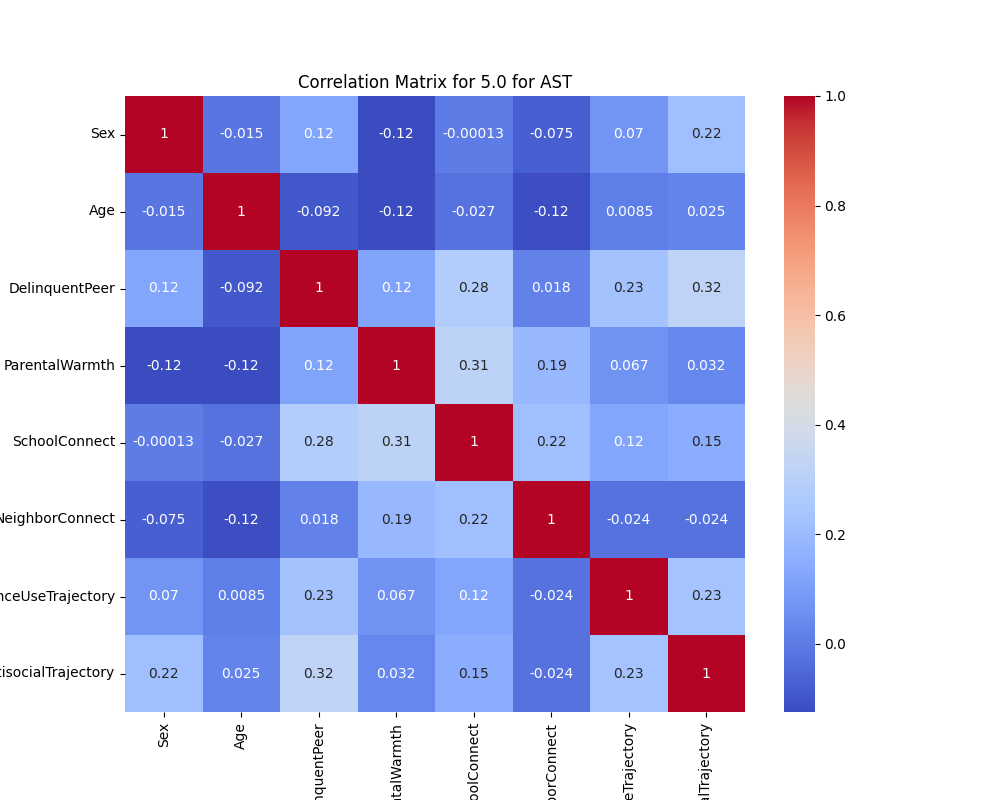 Correlation Matrix for 5.0 for AST
Sex 1 -0.015 0.12 -0.12 -0.00013 -0.075 0.07 0.22
Age -0.015 1 -0.092 -0.12 -0.027 -0.12 0.0085 0.025
DelinquentPeer 0.12 -0.092 1 0.12 0.28 0.018 0.23 0.32
ParentalWarmth -0.12 -0.12 0.12 1 0.31 0.19 0.067 0.032
SchoolConnect -0.00013 -0.027 0.28 0.31 1 0.22 0.12 0.15
NeighborConnect -0.075 -0.12 0.018 0.19 0.22 1 -0.024 -0.024
nceUseTrajectory 0.07 0.0085 0.23 0.067 0.12 -0.024 1 0.23
tisocialTrajectory 0.22 0.025 0.32 0.032 0.15 -0.024 0.23 1
Sex
Age
nquentPeer
ntalWarmth
oolConnect
borConnect
eTrajectory
alTrajectory
1.0
0.8
0.6
0.4
0.2
0.0